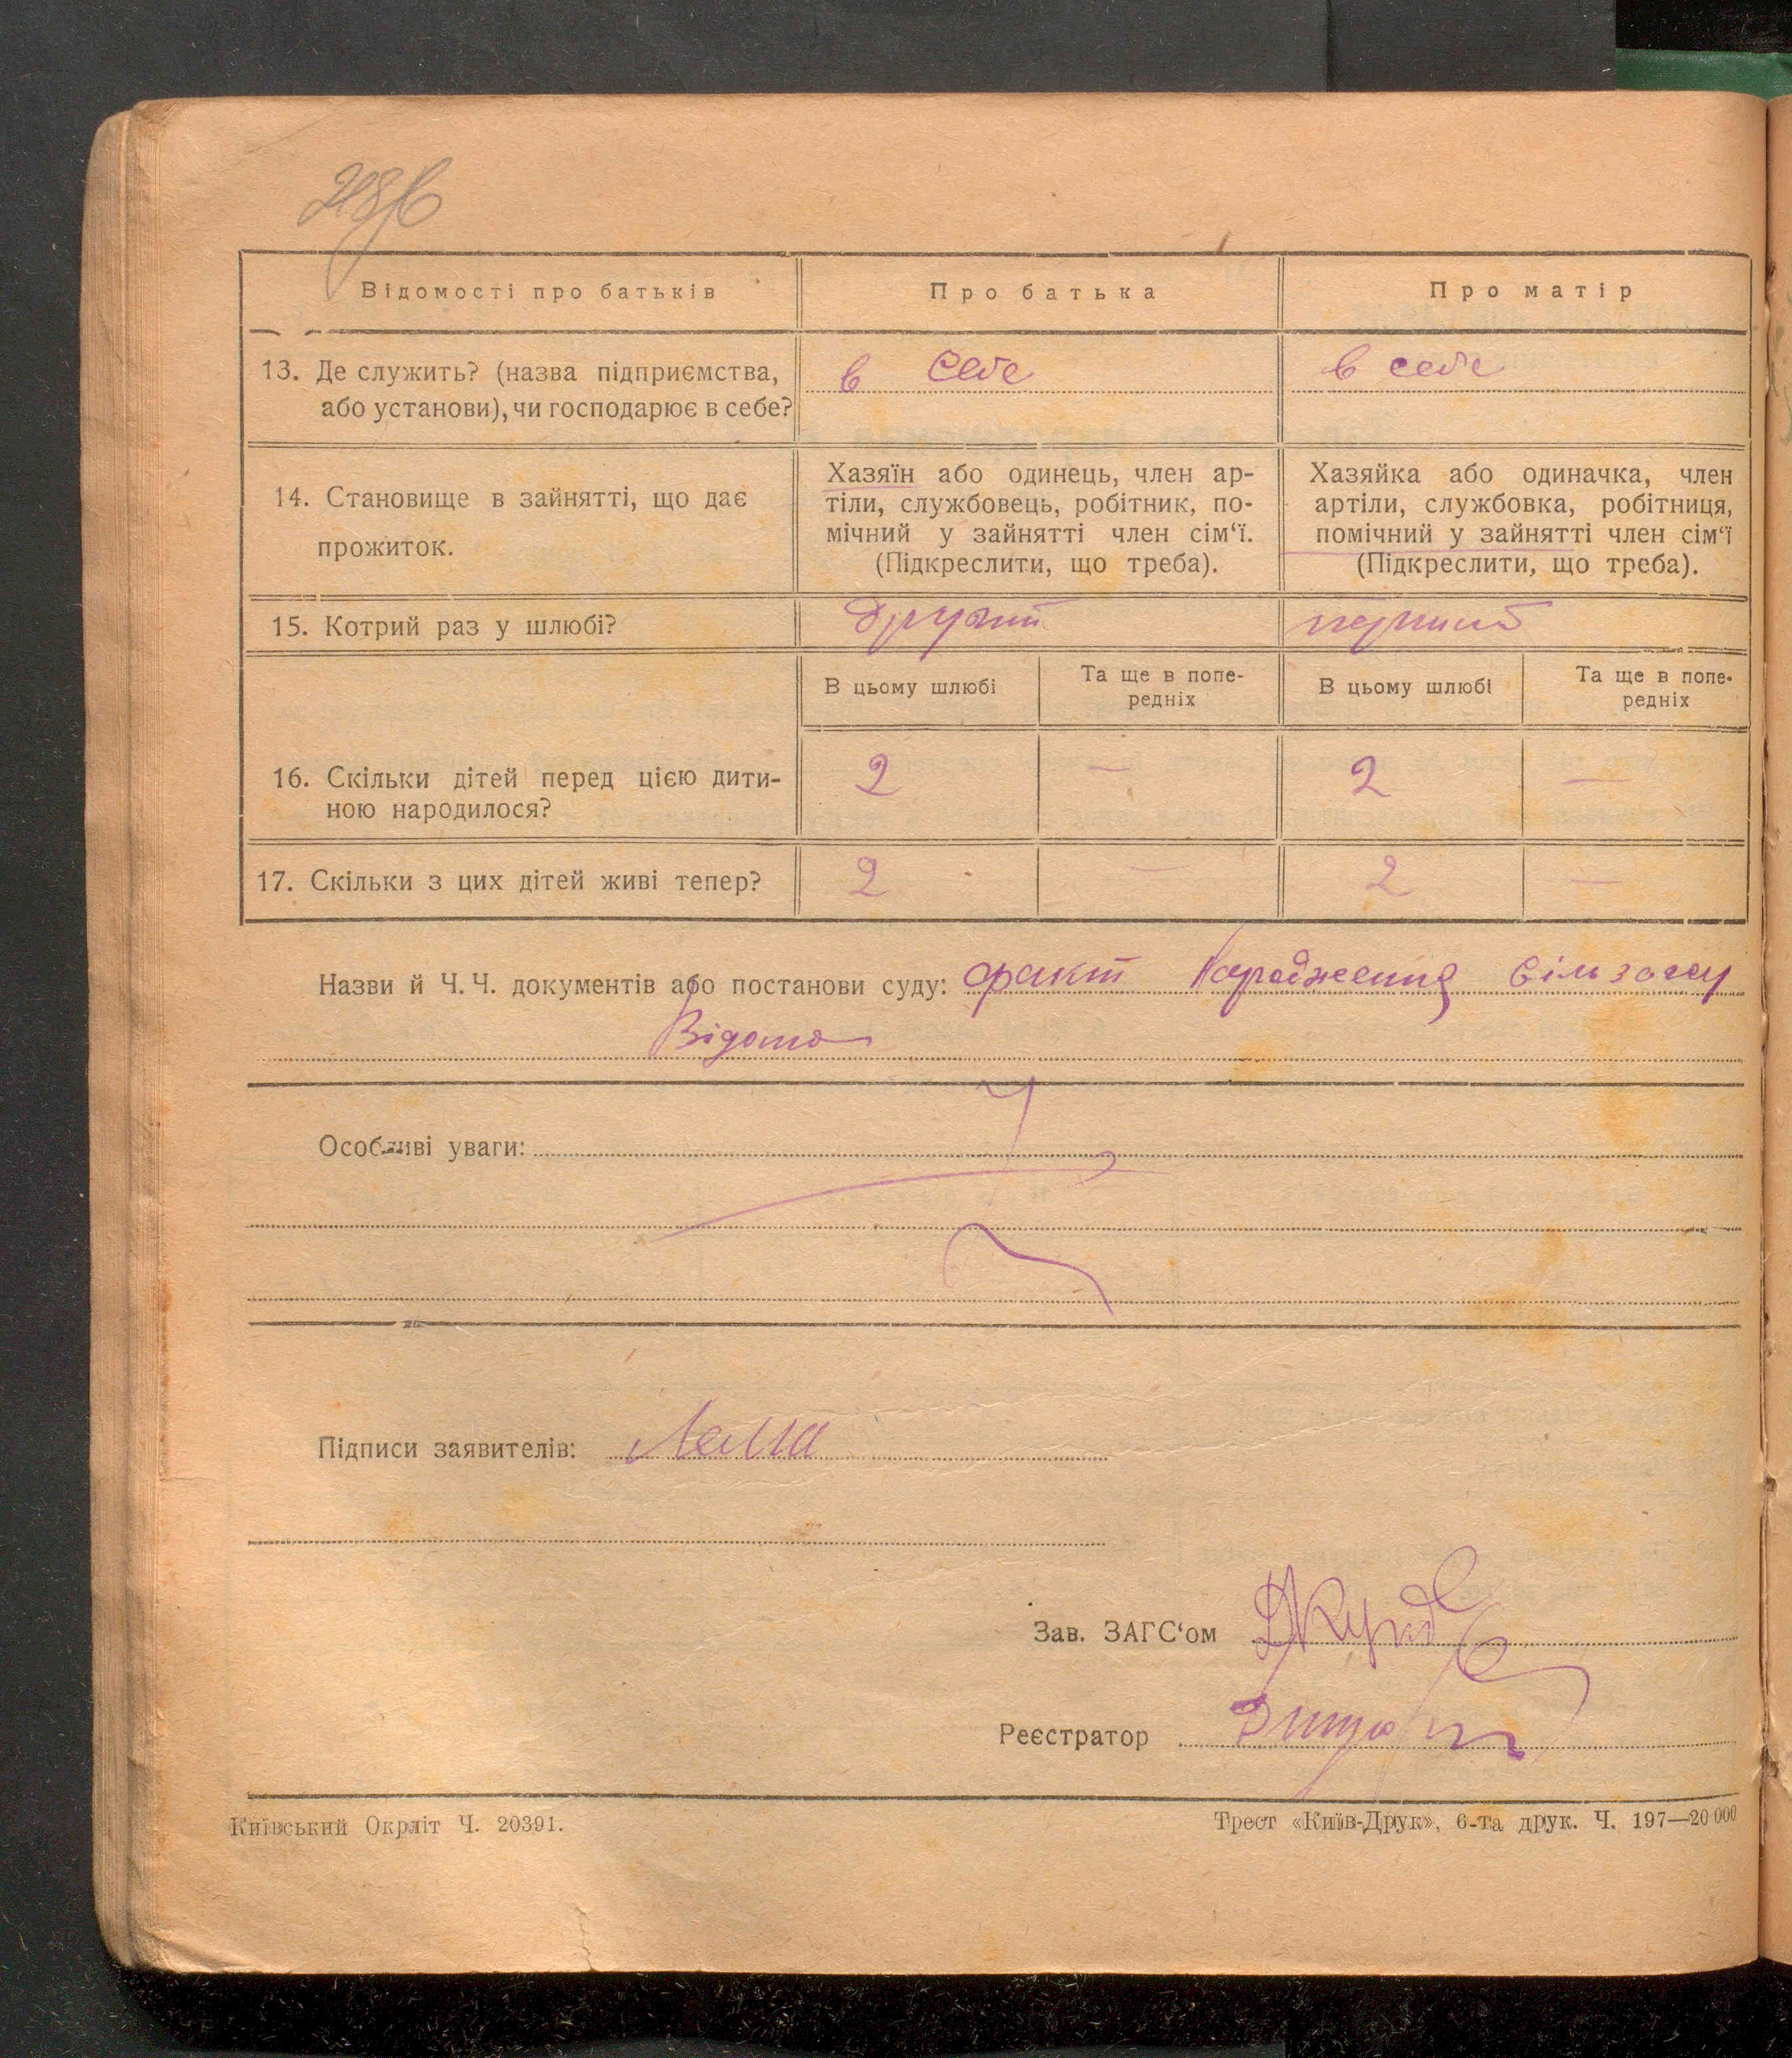 Відомості про батьків
Про батька
Про матір
13. Де служить? (назва підприємства,
або установи), чи господарює в себе?
в себе
в себе
14. Становище в зайнятті, що дає
прожиток.
Хазяїн або одинець, член ар-
тіли, службовець, робітник, по-
мічний у зайнятті член сім‘ї.
(Підкреслити, що треба).
Хазяйка або одиначка, член
артіли, службовка, робітниця,
помічний у зайнятті член сім‘ї
(Підкреслити, що треба).
15. Котрий раз у шлюбі?
другий
перший
В цьому шлюбі
Та ще в попе-
редніх
В цьому шлюбі
Та ще в попе-
редніх
16. Скільки дітей перед цією дити-
ною народилося?
2 —
2 —
17. Скільки з цих дітей живі тепер?
2 —
2 —
Назви й Ч. Ч. документів або постанови суду: факт народження Сільзагсу
Відомо
Особливі уваги:
Підписи заявителів:
Зав. ЗАГС‘ом
Реєстратор
Київський Окрліт Ч. 20391.
Трест «Київ-Друк», 6-та друк. Ч. 197—20 000